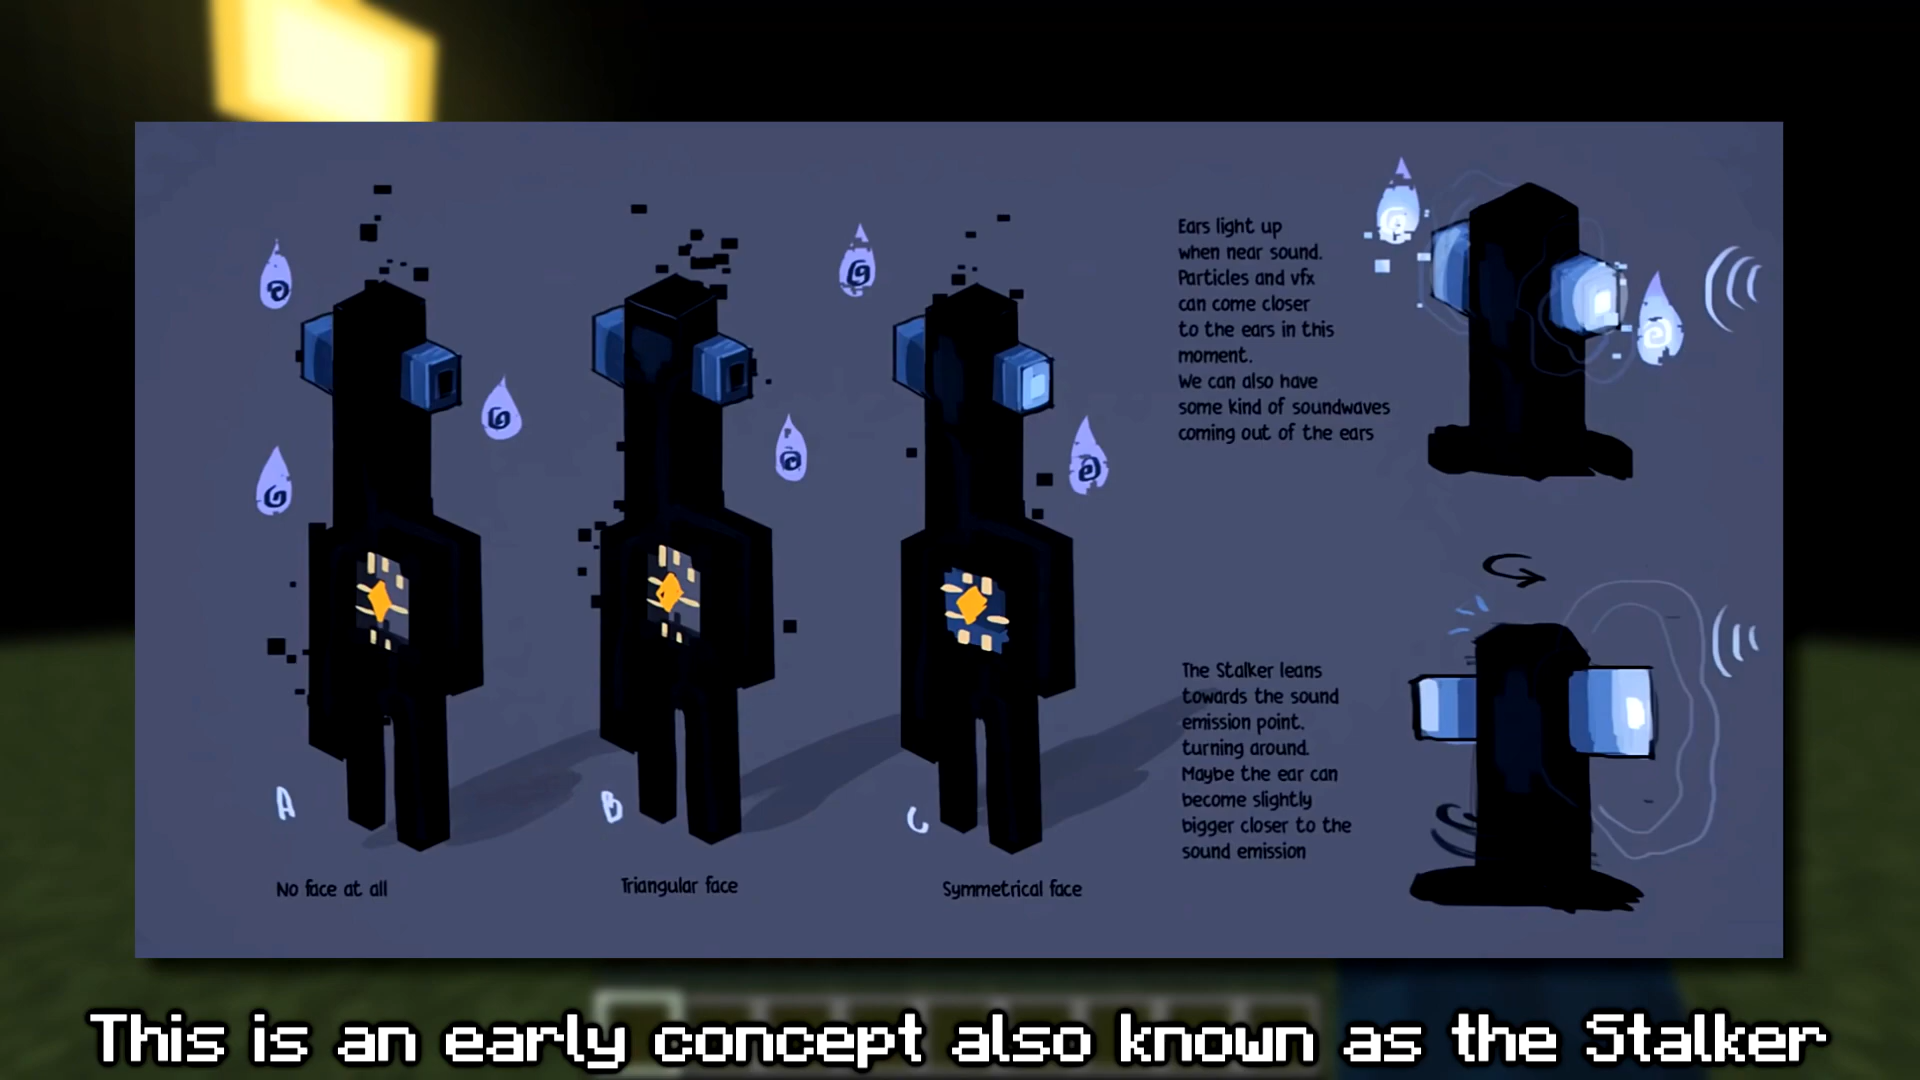 Ears light up
when near sound.
Particles and vfx
can come closer
to the ears in this
moment.
We can also have
some kind of soundwaves
coming out of the ears
The Stalker leans
towards the sound
emission point.
turning around.
Maybe the ear can
become slightly
bigger closer to the
sound emission
A
B
C
No face at all
Triangular face
Symmetrical face
This is an early concept also known as the Stalker